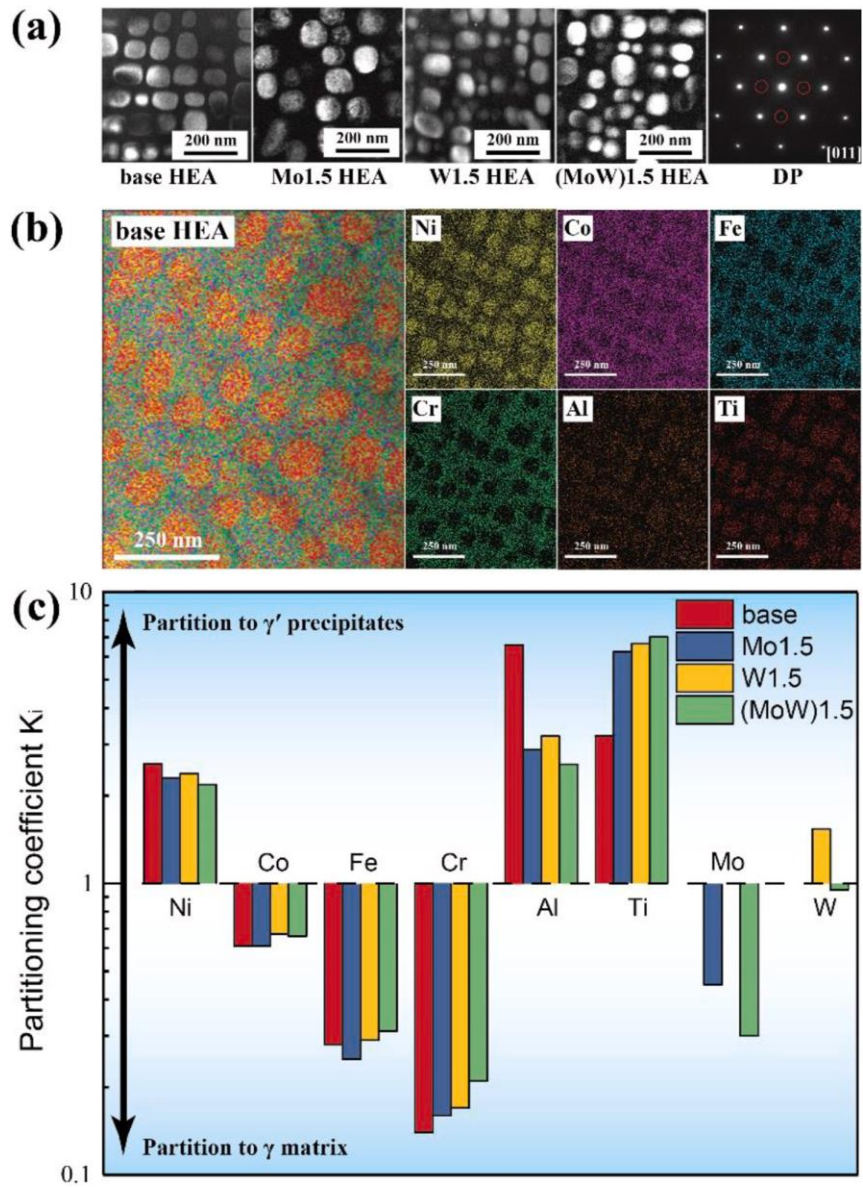 (a)
200 nm 200 nm 200 nm 200 nm [011]
base HEA Mo1.5 HEA W1.5 HEA (MoW)1.5 HEA DP
(b)
base HEA Ni Co Fe
250 nm 250 nm 250 nm
Cr Al Ti
250 nm 250 nm 250 nm 250 nm
(c)
10
Partition to γ′ precipitates
base
Mo1.5
W1.5
(MoW)1.5
Partitioning coefficient Ki
Co Fe Cr Mo
1
Ni Al Ti W
Partition to γ matrix
0.1